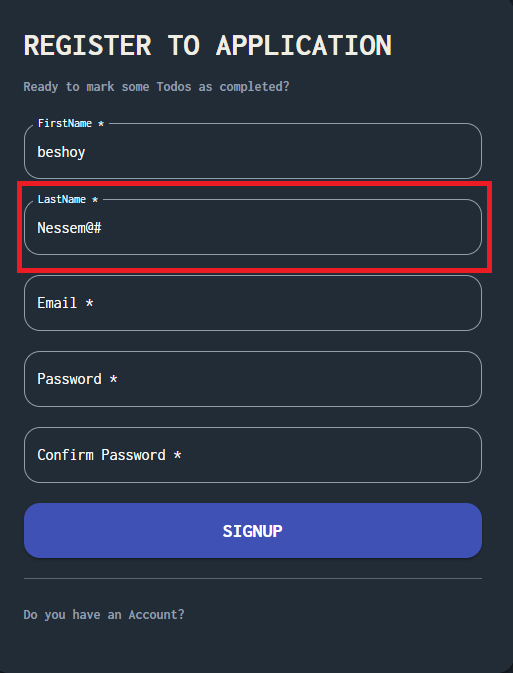 REGISTER TO APPLICATION
Ready to mark some Todos as completed?
FirstName *
beshoy
LastName *
Nessem@#
Email *
Password *
Confirm Password *
SIGNUP
Do you have an Account?